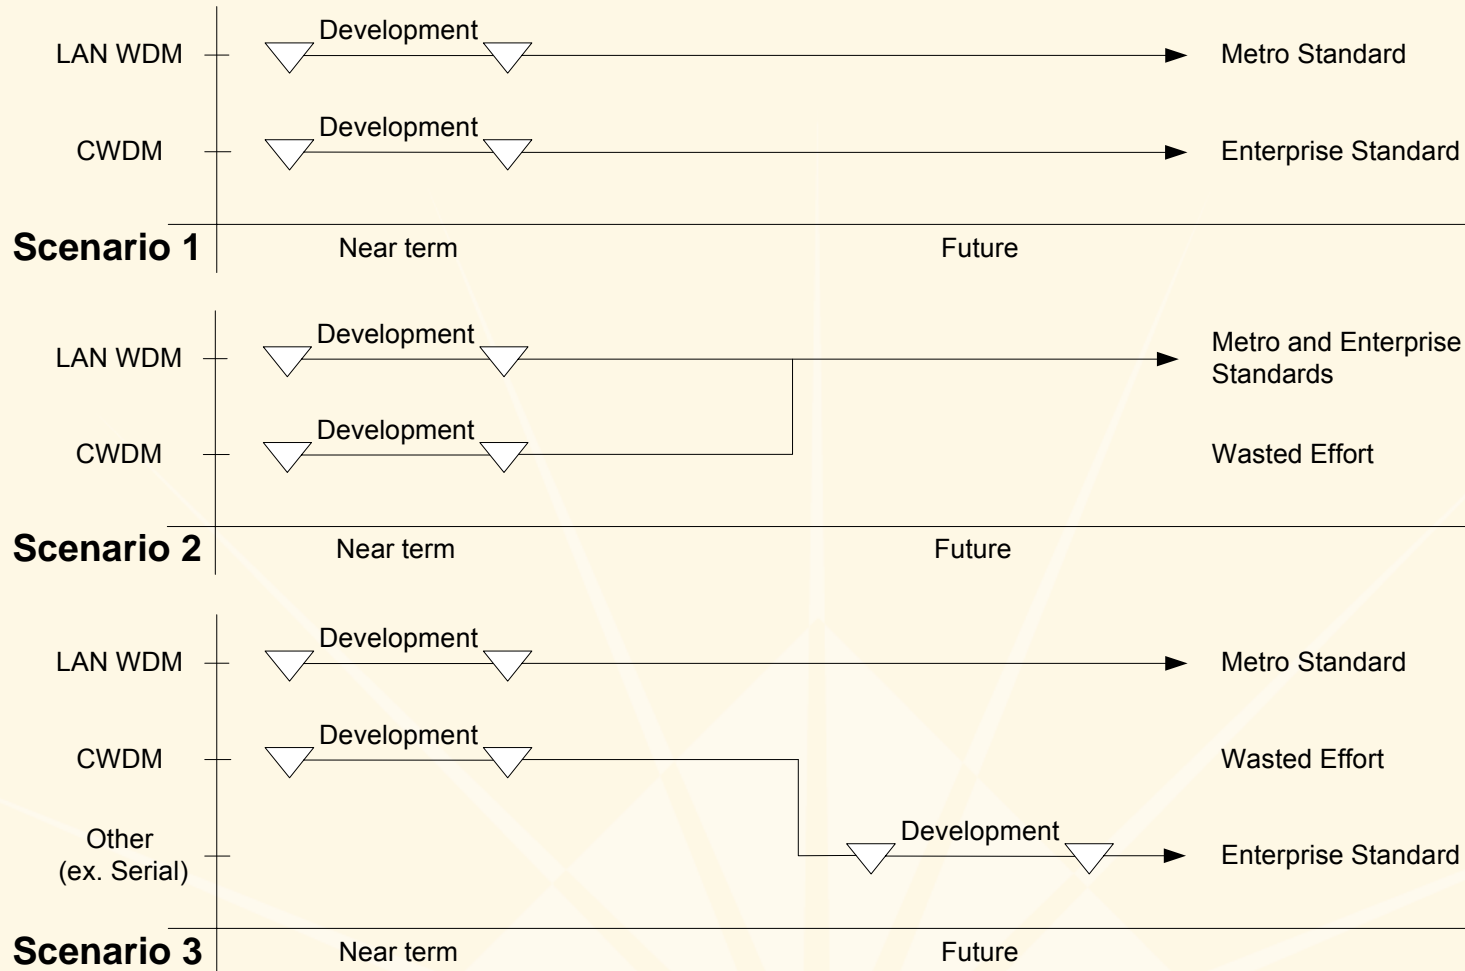 Development
LAN WDM
Metro Standard
Development
CWDM
Enterprise Standard
Scenario 1
Near term
Future
Development
LAN WDM
Metro and Enterprise
Standards
Development
CWDM
Wasted Effort
Scenario 2
Near term
Future
Development
LAN WDM
Metro Standard
Development
CWDM
Wasted Effort
Other
(ex. Serial)
Development
Enterprise Standard
Scenario 3
Near term
Future